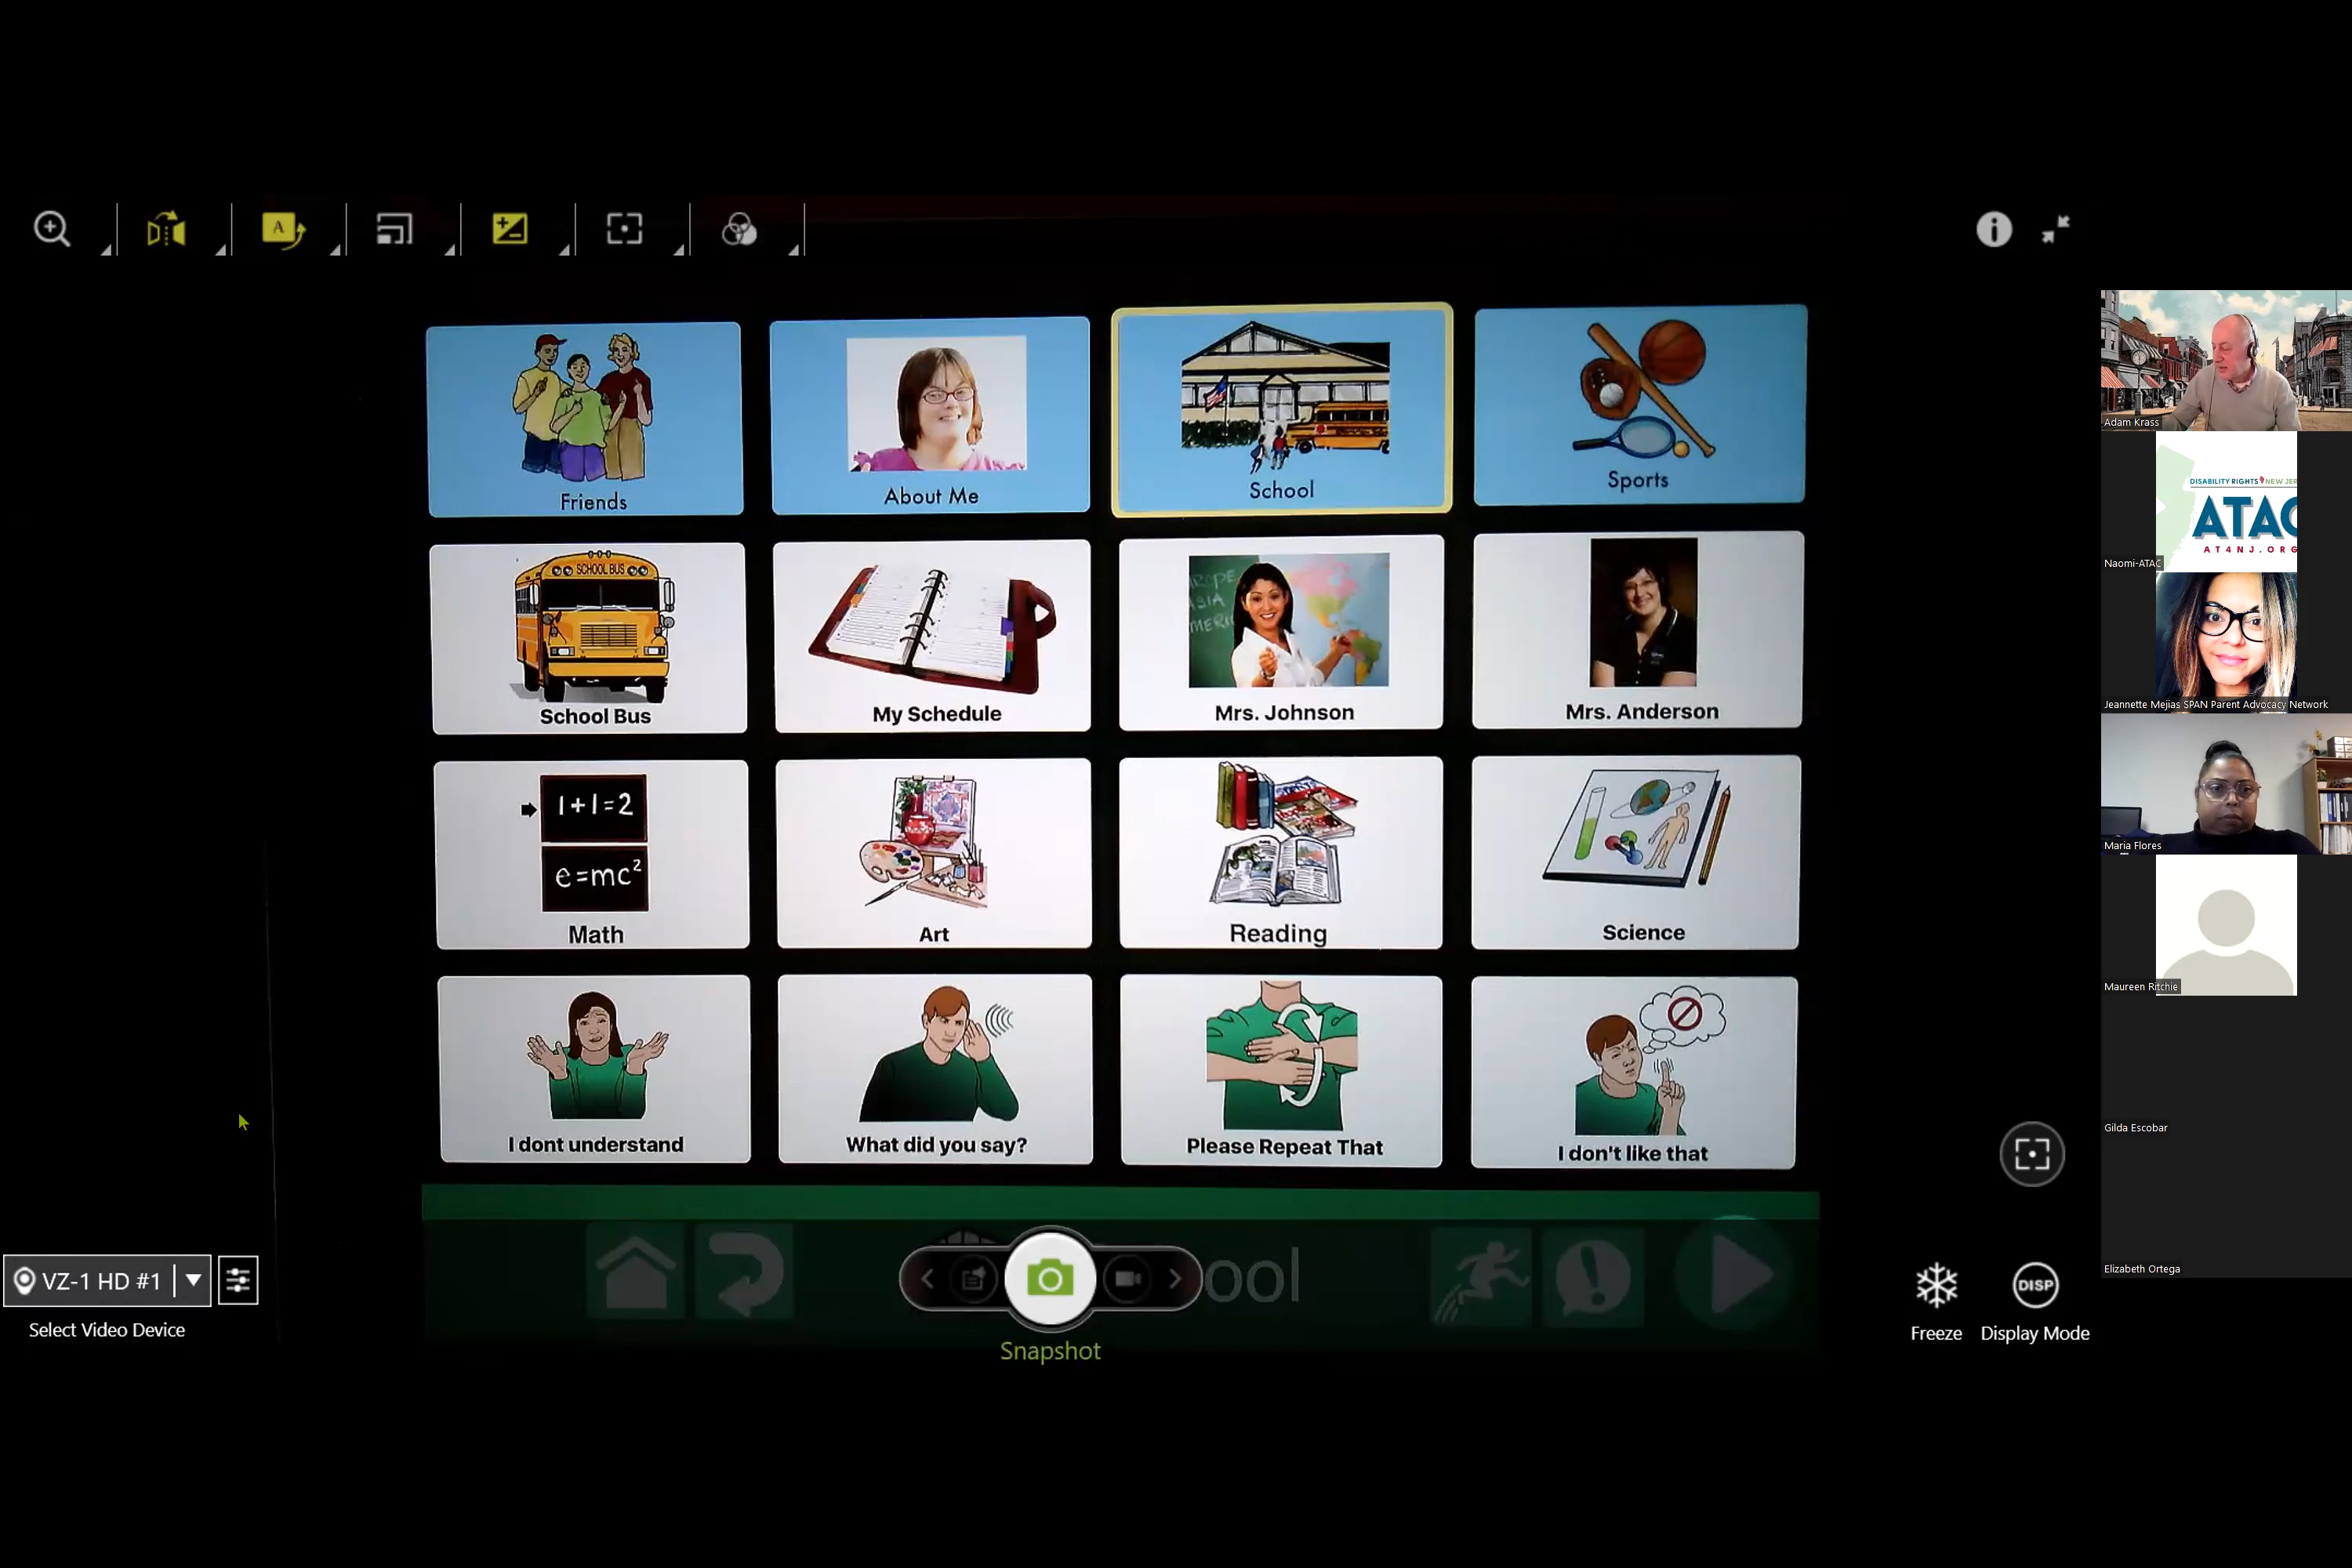 A
Friends
About Me
School
Sports
SCHOOL BUS
School Bus
My Schedule
Mrs. Johnson
Mrs. Anderson
1+1=2
e=mc²
Math
Art
Reading
Science
I dont understand
What did you say?
Please Repeat That
I don't like that
ool
VZ-1 HD #1
Select Video Device
Snapshot
Freeze
DISP
Display Mode
Adam Krass
DISABILITY RIGHTS NEW JER
ATAC
AT4NJ.ORG
Naomi-ATAC
Jeannette Mejias SPAN Parent Advocacy Network
Maria Flores
Maureen Ritchie
Gilda Escobar
Elizabeth Ortega